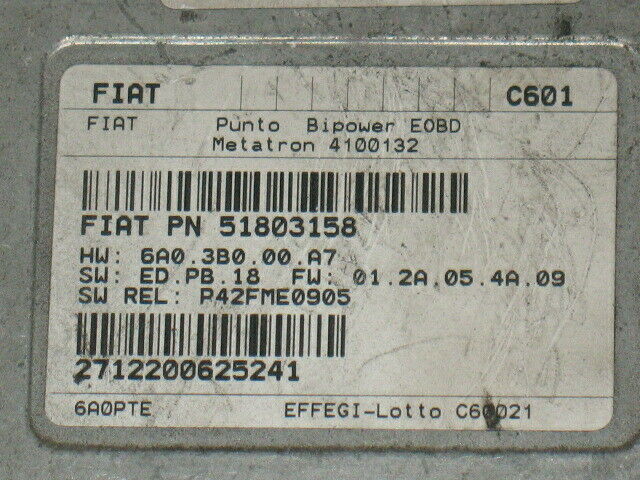 FIAT C601
FIAT Punto Bipower EOBD
Metatron 4100132
FIAT PN 51803158
HW: 6A0.3B0.00.A7
SW: ED.PB.18 FW: 01.2A.05.4A.09
SW REL: P42FME0905
2712200625241
6A0PTE EFFEGI-Lotto C60021